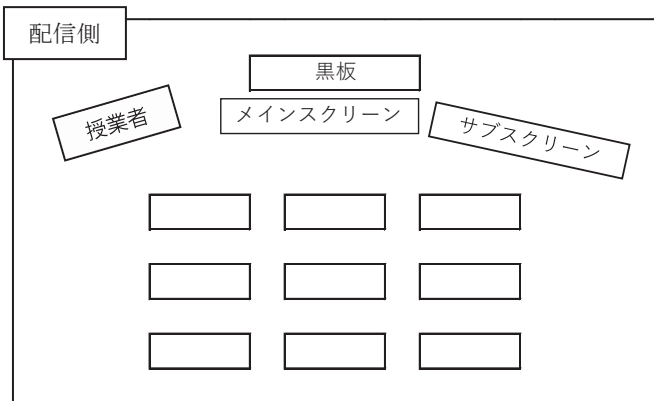 配信側
黒板
メインスクリーン
授業者
サブスクリーン